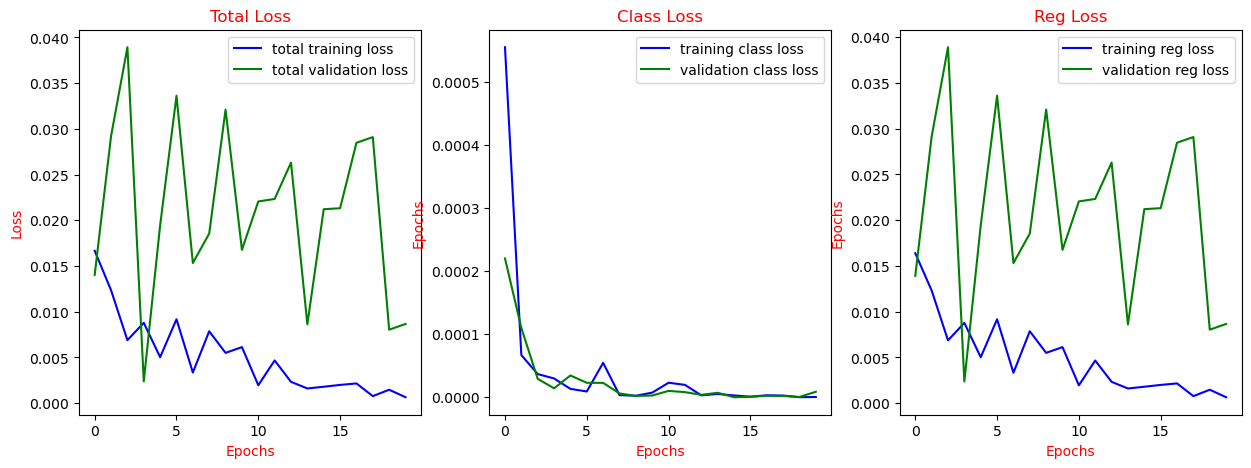 Total Loss
total training loss
total validation loss
0.040
0.035
0.030
0.025
0.020
0.015
0.010
0.005
0.000
Loss
0
5
10
15
Epochs
Class Loss
training class loss
validation class loss
0.0005
0.0004
0.0003
0.0002
0.0001
0.0000
Epochs
0
5
10
15
Epochs
Reg Loss
training reg loss
validation reg loss
0.040
0.035
0.030
0.025
0.020
0.015
0.010
0.005
0.000
Epochs
0
5
10
15
Epochs